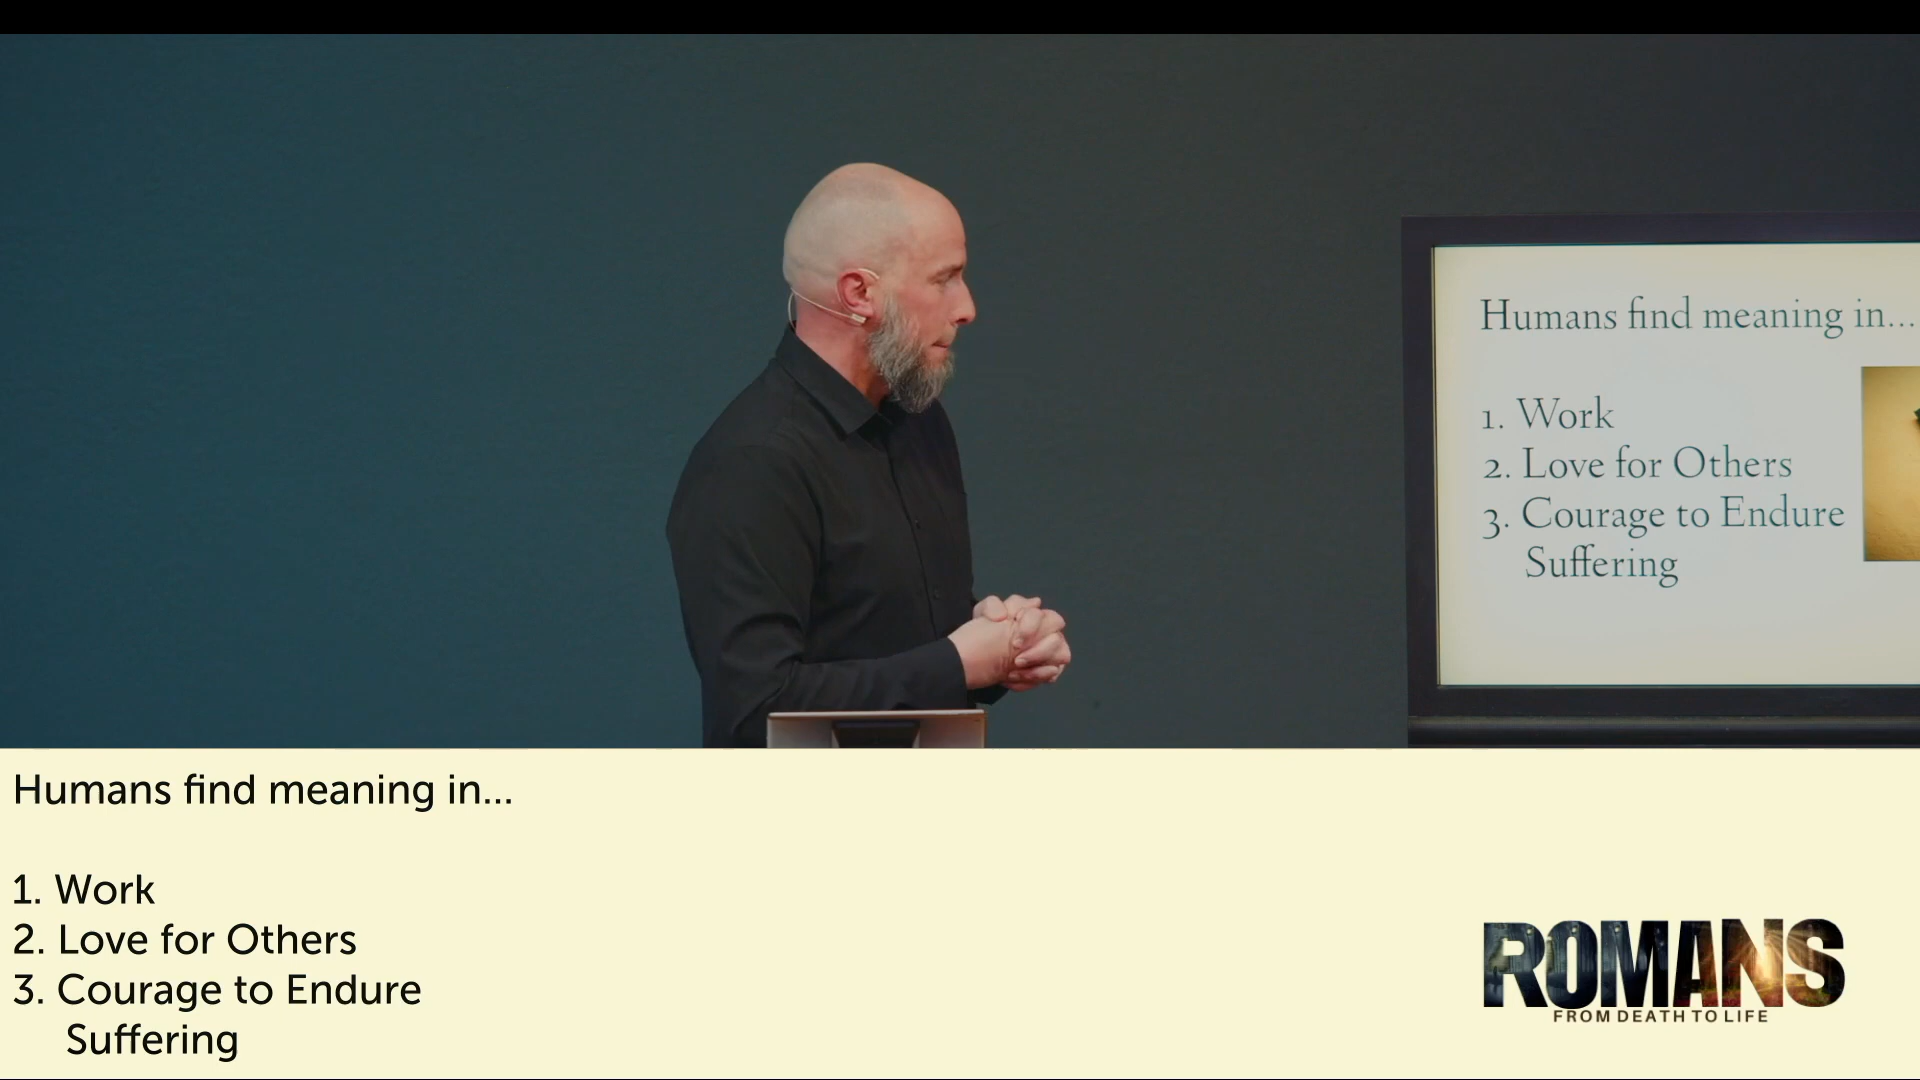 Humans find meaning in...
1. Work
2. Love for Others
3. Courage to Endure
Suffering
Humans find meaning in...
1. Work
2. Love for Others
3. Courage to Endure
Suffering
ROMANS
FROM DEATH TO LIFE